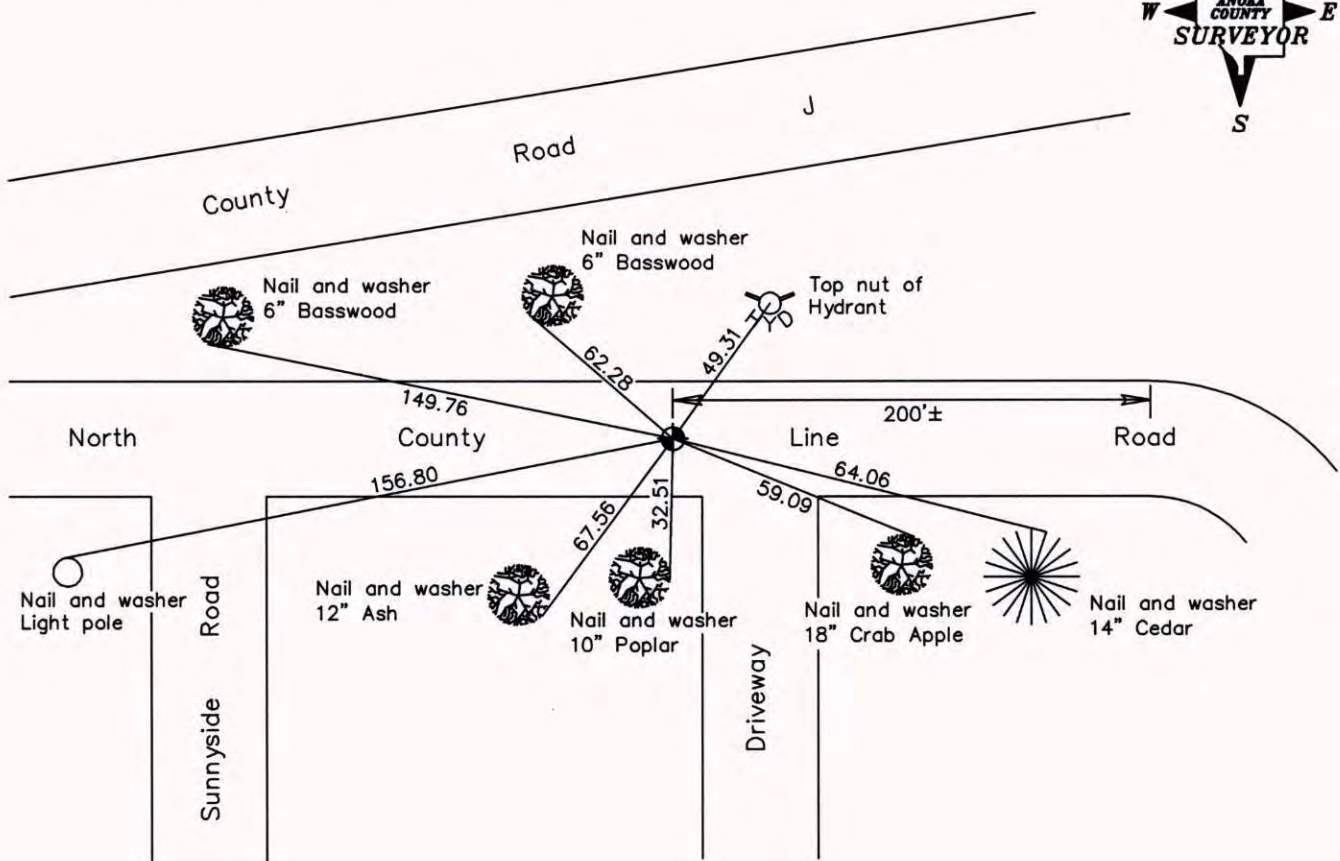 W
ANOKA
COUNTY
E
SURVEYOR
S
County Road J
Nail and washer
6" Basswood
Nail and washer
6" Basswood
Top nut of
Hydrant
HYD
149.76
62.28
49.31
200'±
North County Line Road
156.80
67.56
32.51
59.09
64.06
Nail and washer
Light pole
Sunnyside Road
Nail and washer
12" Ash
Nail and washer
10" Poplar
Driveway
Nail and washer
18" Crab Apple
Nail and washer
14" Cedar